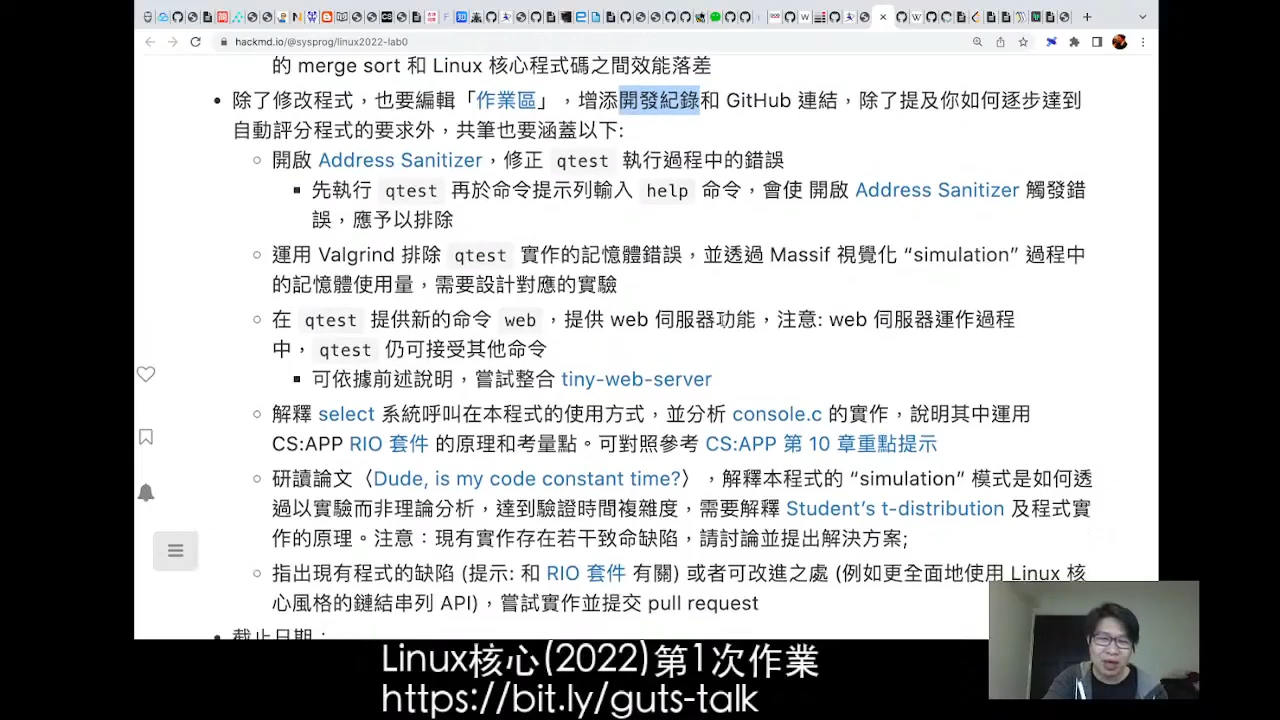 hackmd.io/@sysprog/linux2022-lab0
的 merge sort 和 Linux 核心程式碼之間效能落差
• 除了修改程式，也要編輯「作業區」，增添開發紀錄和 GitHub 連結，除了提及你如何逐步達到
自動評分程式的要求外，共筆也要涵蓋以下:
○ 開啟 Address Sanitizer，修正 qtest 執行過程中的錯誤
▪ 先執行 qtest 再於命令提示列輸入 help 命令，會使 開啟 Address Sanitizer 觸發錯
誤，應予以排除
○ 運用 Valgrind 排除 qtest 實作的記憶體錯誤，並透過 Massif 視覺化 “simulation” 過程中
的記憶體使用量，需要設計對應的實驗
○ 在 qtest 提供新的命令 web ，提供 web 伺服器功能，注意: web 伺服器運作過程
中，qtest 仍可接受其他命令
▪ 可依據前述說明，嘗試整合 tiny-web-server
○ 解釋 select 系統呼叫在本程式的使用方式，並分析 console.c 的實作，說明其中運用
CS:APP RIO 套件 的原理和考量點。可對照參考 CS:APP 第 10 章重點提示
○ 研讀論文〈Dude, is my code constant time?〉，解釋本程式的 “simulation” 模式是如何透
過以實驗而非理論分析，達到驗證時間複雜度，需要解釋 Student’s t-distribution 及程式實
作的原理。注意：現有實作存在若干致命缺陷，請討論並提出解決方案;
○ 指出現有程式的缺陷 (提示: 和 RIO 套件 有關) 或者可改進之處 (例如更全面地使用 Linux 核
心風格的鏈結串列 API)，嘗試實作並提交 pull request
• 截止日期：
Linux核心(2022)第1次作業
https://bit.ly/guts-talk